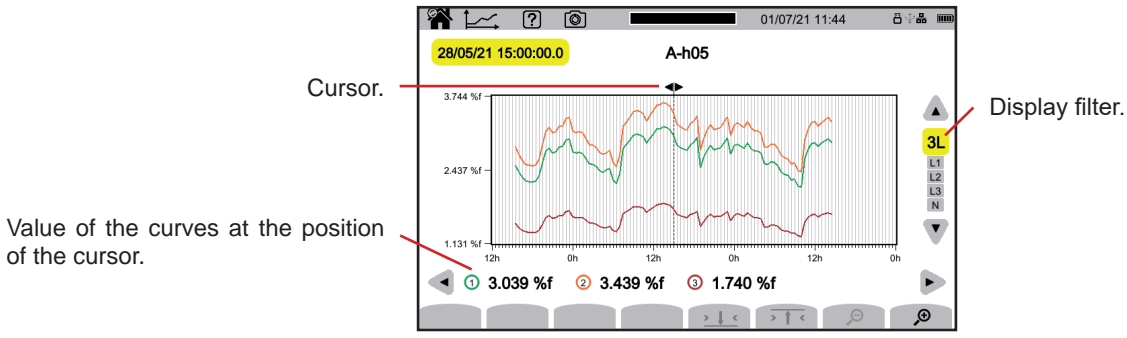 ?
01/07/21 11:44
28/05/21 15:00:00.0
A-h05
Cursor.
3.744 %f
Display filter.
3L
L1
L2
L3
N
2.437 %f
Value of the curves at the position
of the cursor.
1.131 %f
12h 0h 12h 0h 12h 0h
1 3.039 %f 2 3.439 %f 3 1.740 %f